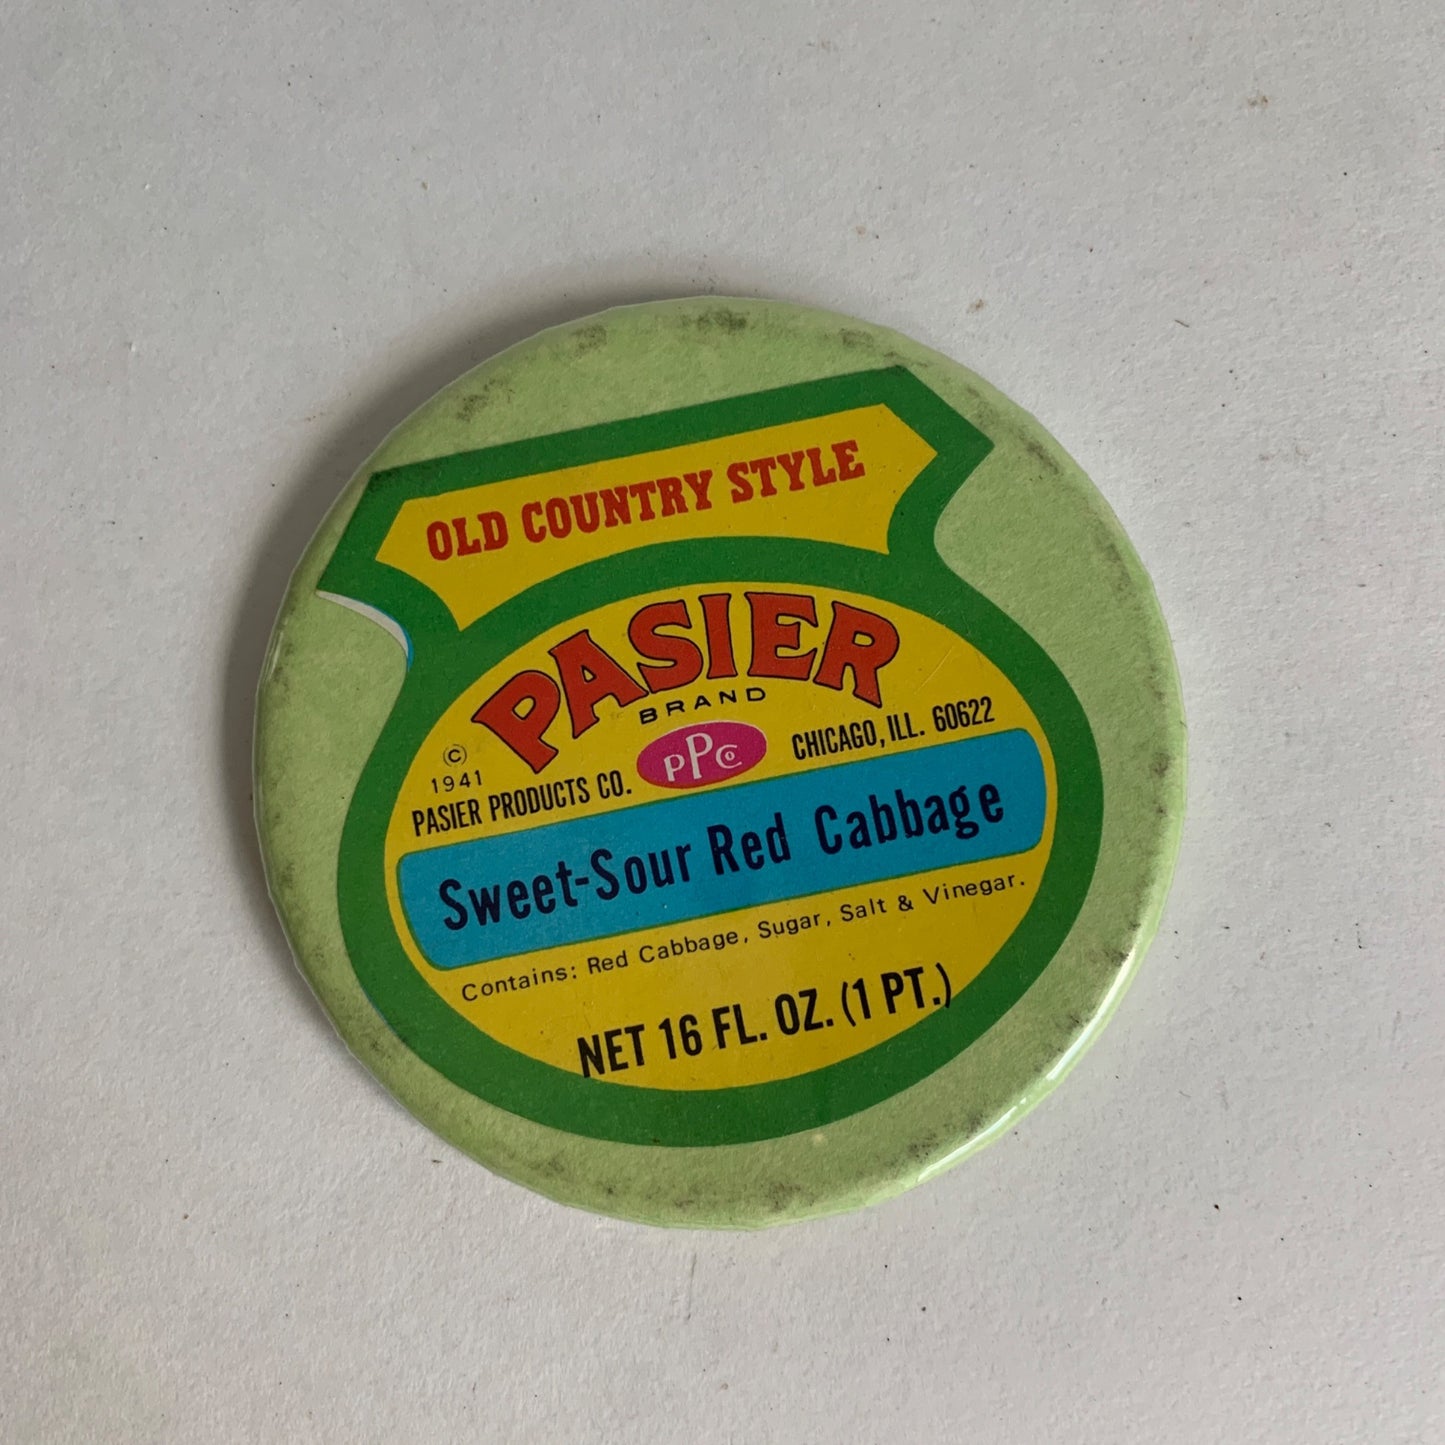 OLD COUNTRY STYLE
PASIER
BRAND
© 1941
PASIER PRODUCTS CO. PPCo CHICAGO, ILL. 60622
Sweet-Sour Red Cabbage
Contains: Red Cabbage, Sugar, Salt & Vinegar.
NET 16 FL. OZ. (1 PT.)